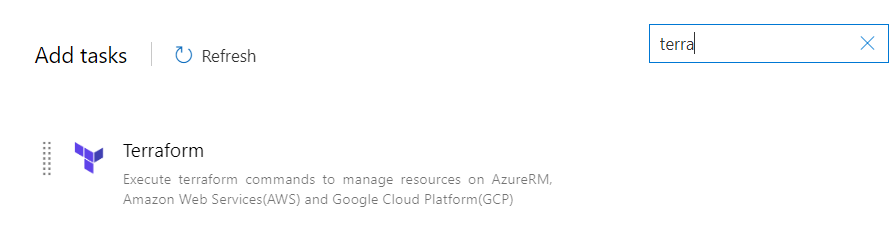 Add tasks
Refresh
terra
Terraform
Execute terraform commands to manage resources on AzureRM,
Amazon Web Services(AWS) and Google Cloud Platform(GCP)